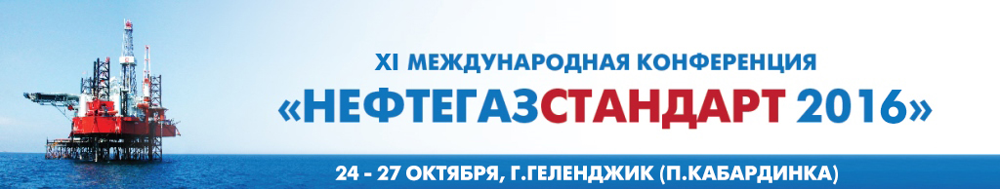 XI МЕЖДУНАРОДНАЯ КОНФЕРЕНЦИЯ
«НЕФТЕГАЗСТАНДАРТ 2016»
24 - 27 ОКТЯБРЯ, Г.ГЕЛЕНДЖИК (П.КАБАРДИНКА)